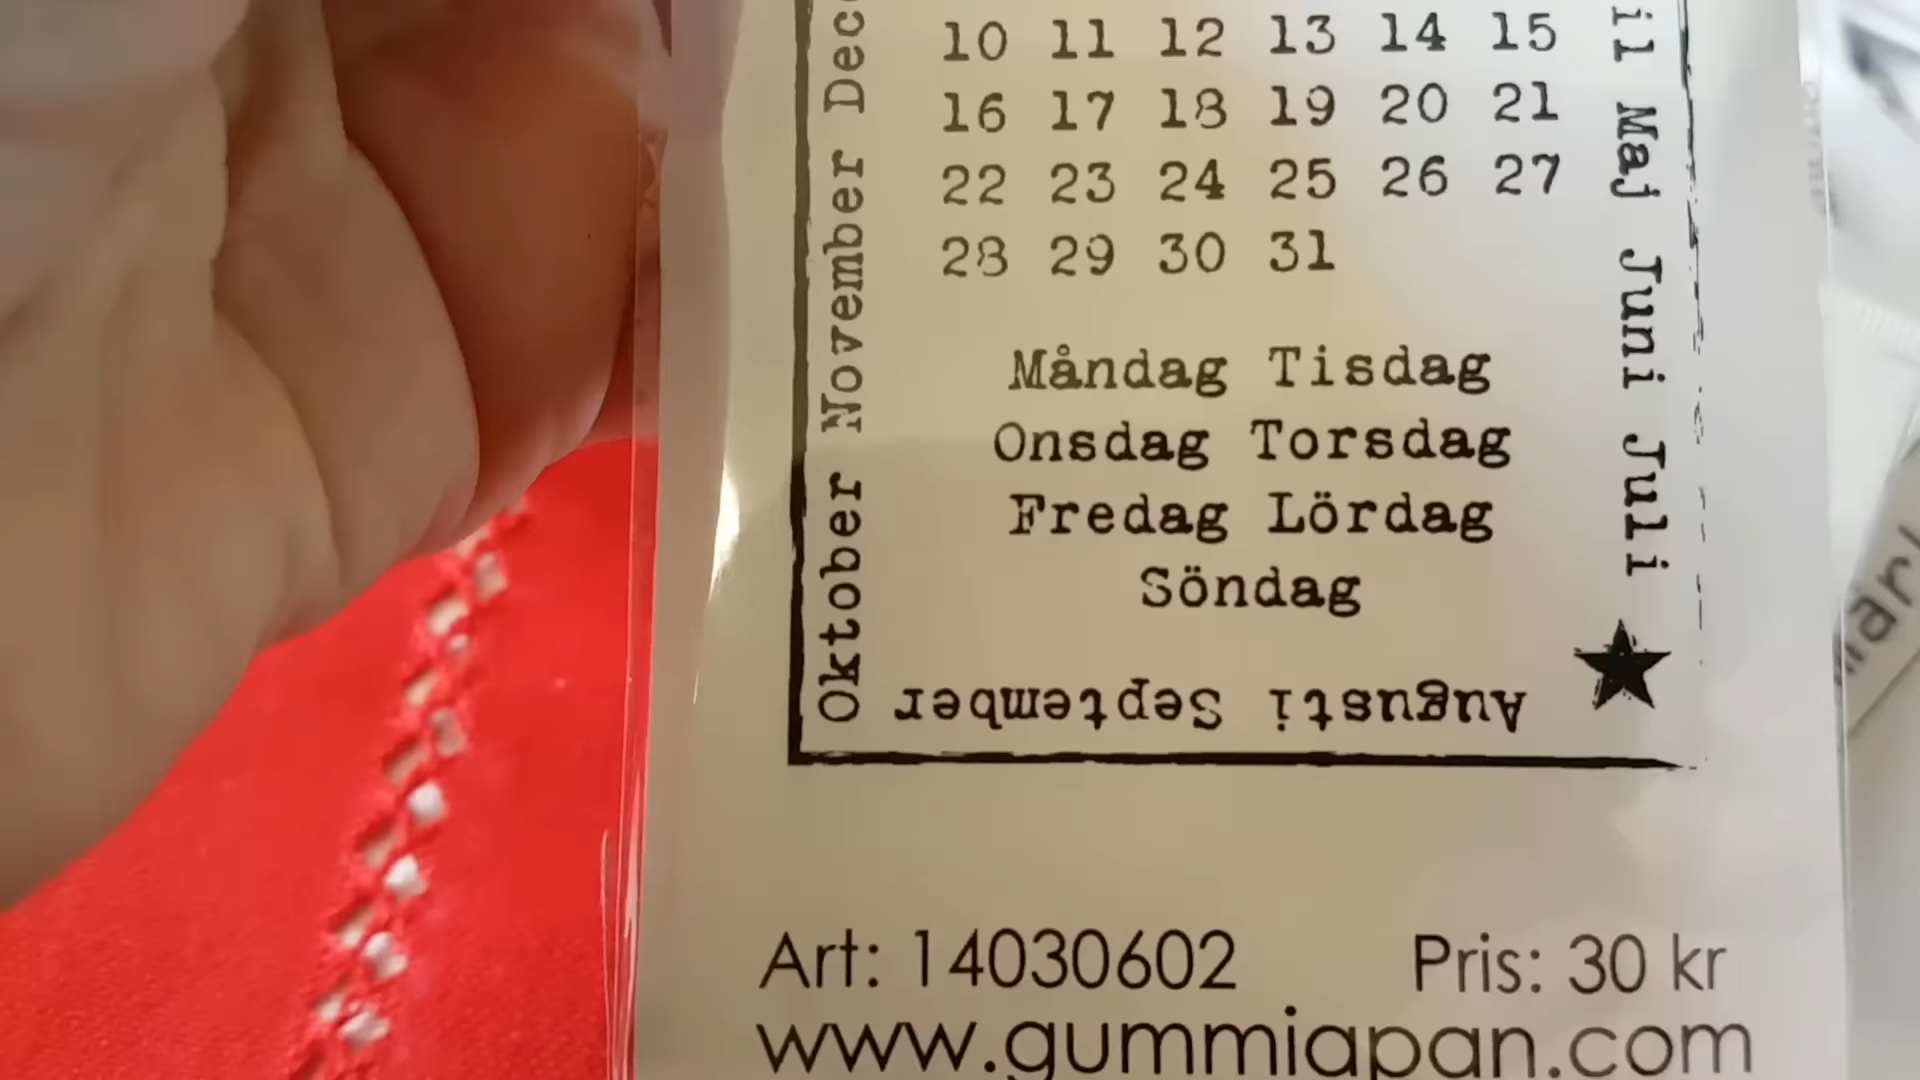 10 11 12 13 14 15
16 17 18 19 20 21
22 23 24 25 26 27
28 29 30 31
Måndag Tisdag
Onsdag Torsdag
Fredag Lördag
Söndag
Maj Juni Juli
Augusti September
Oktober November
Art: 14030602 Pris: 30 kr
www.gummiapan.com